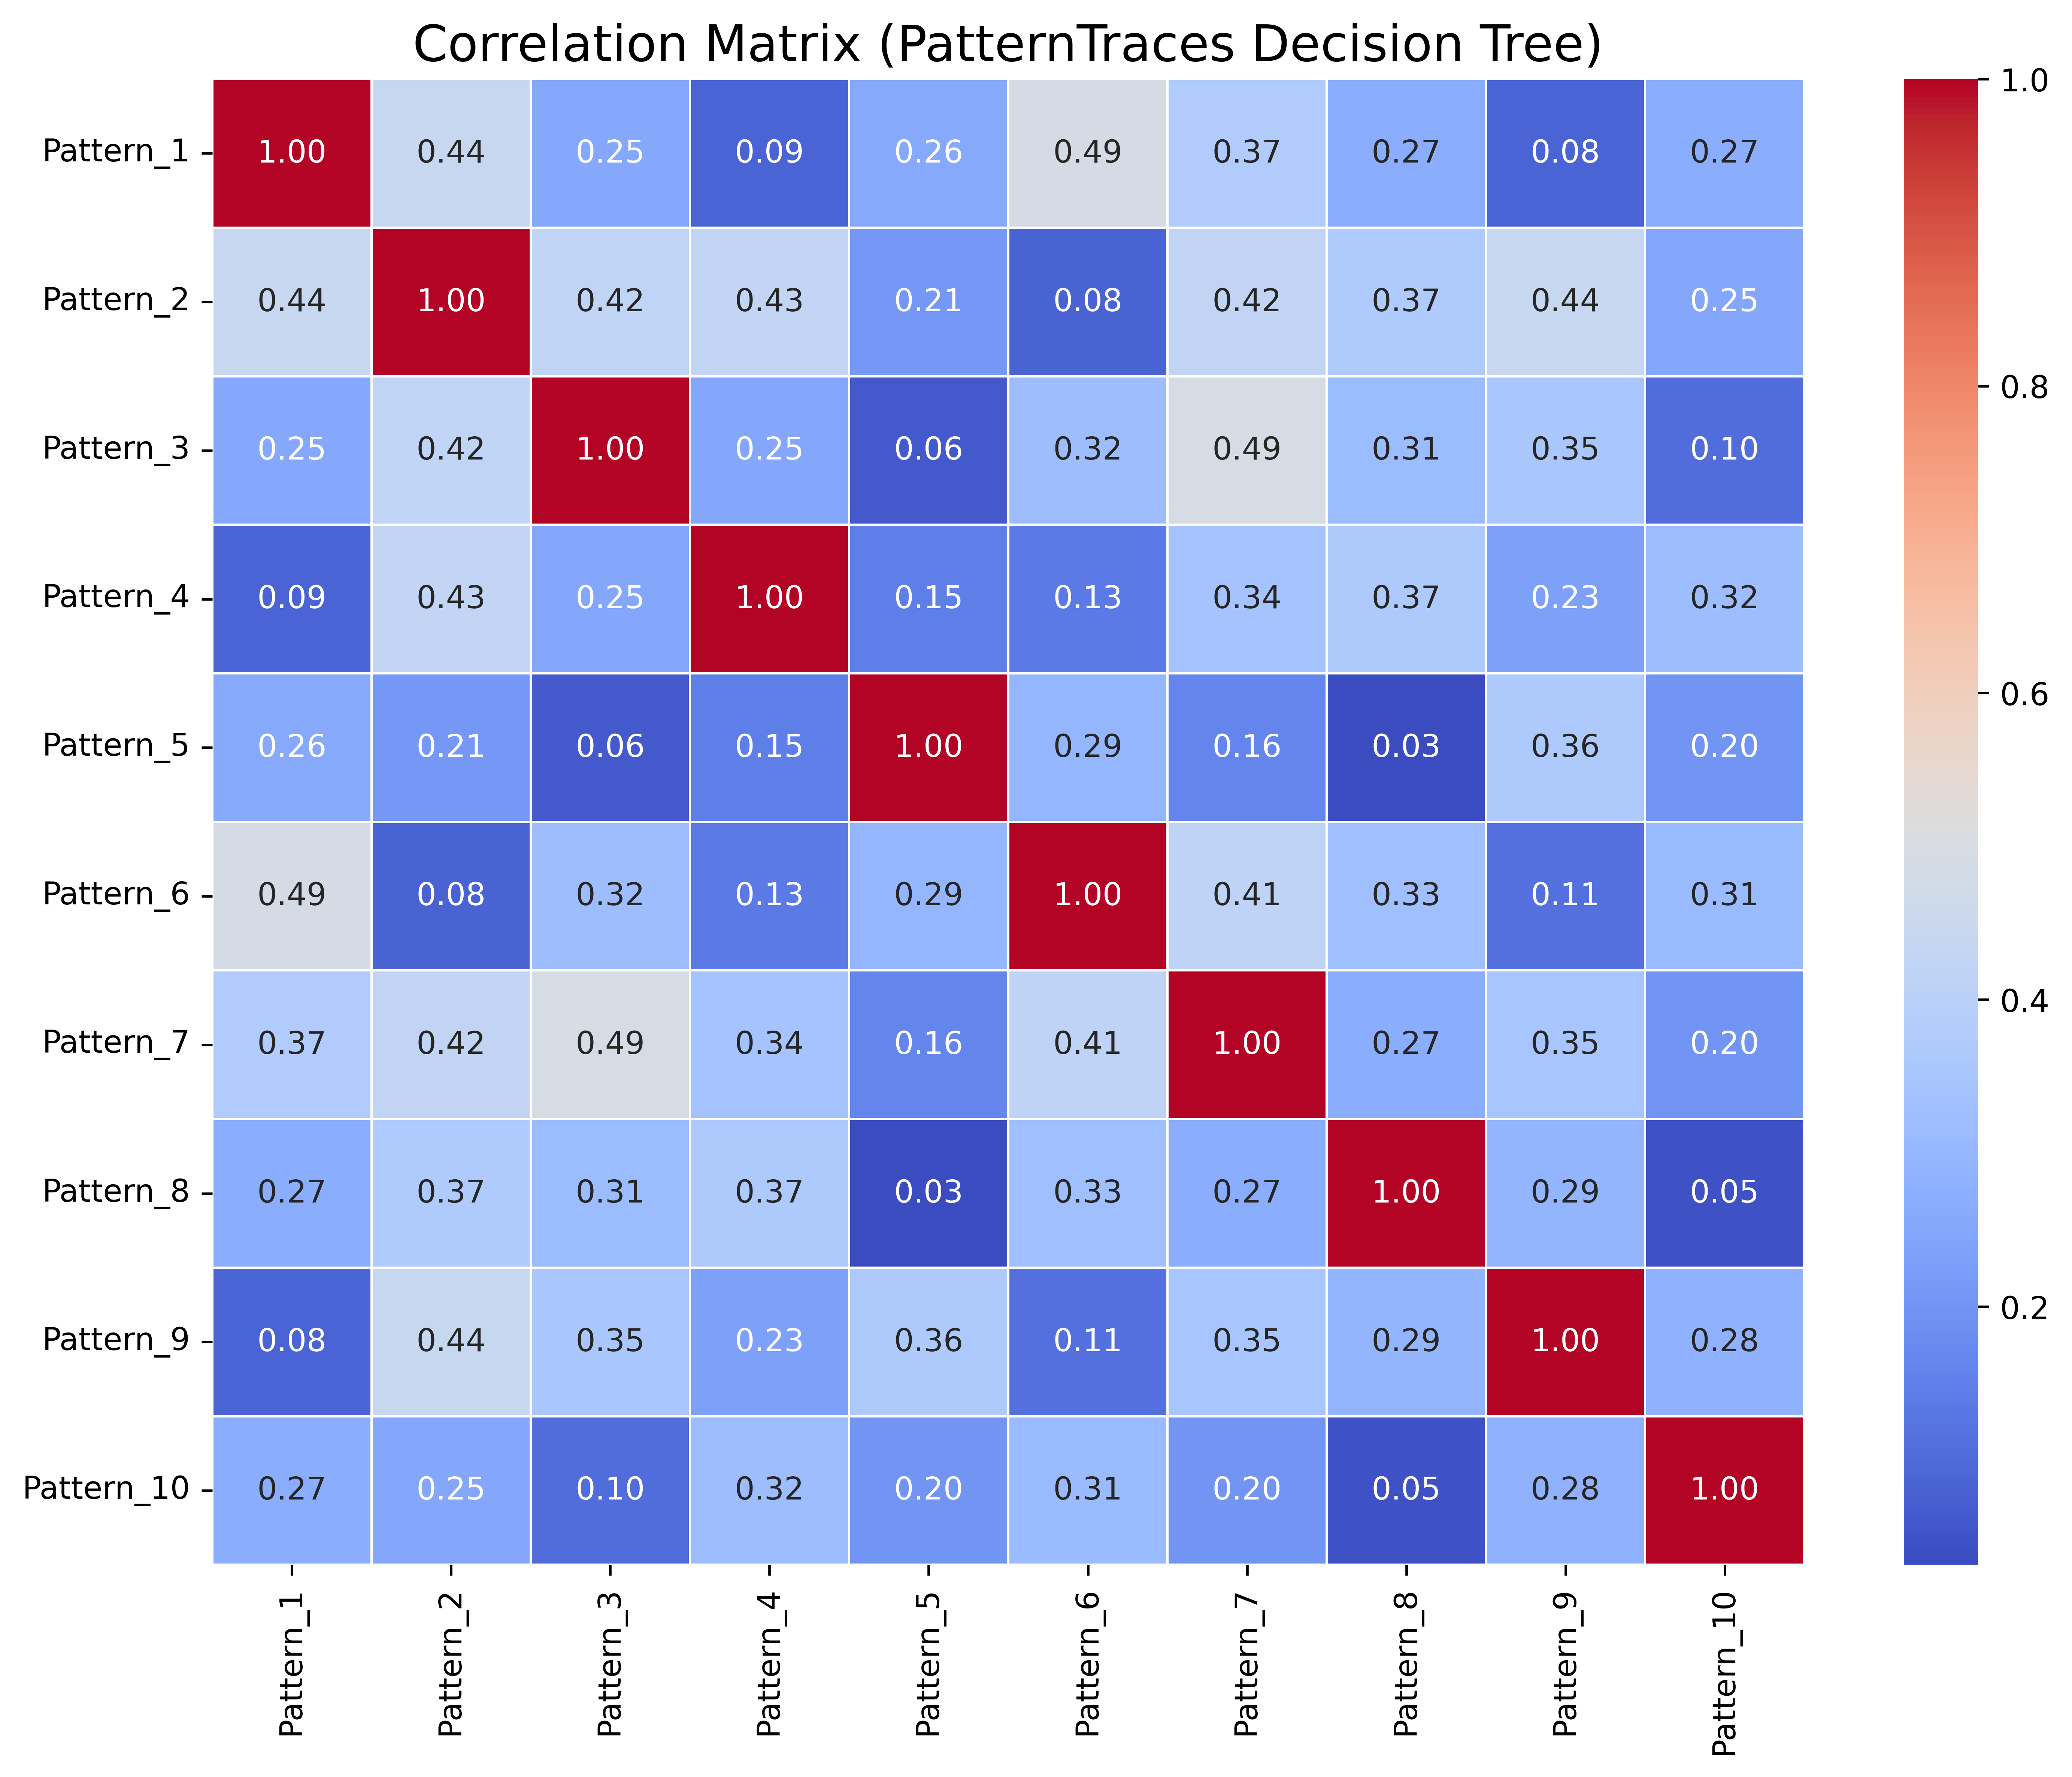 Correlation Matrix (PatternTraces Decision Tree)
Pattern_1 1.00 0.44 0.25 0.09 0.26 0.49 0.37 0.27 0.08 0.27
Pattern_2 0.44 1.00 0.42 0.43 0.21 0.08 0.42 0.37 0.44 0.25
Pattern_3 0.25 0.42 1.00 0.25 0.06 0.32 0.49 0.31 0.35 0.10
Pattern_4 0.09 0.43 0.25 1.00 0.15 0.13 0.34 0.37 0.23 0.32
Pattern_5 0.26 0.21 0.06 0.15 1.00 0.29 0.16 0.03 0.36 0.20
Pattern_6 0.49 0.08 0.32 0.13 0.29 1.00 0.41 0.33 0.11 0.31
Pattern_7 0.37 0.42 0.49 0.34 0.16 0.41 1.00 0.27 0.35 0.20
Pattern_8 0.27 0.37 0.31 0.37 0.03 0.33 0.27 1.00 0.29 0.05
Pattern_9 0.08 0.44 0.35 0.23 0.36 0.11 0.35 0.29 1.00 0.28
Pattern_10 0.27 0.25 0.10 0.32 0.20 0.31 0.20 0.05 0.28 1.00
Pattern_1 Pattern_2 Pattern_3 Pattern_4 Pattern_5 Pattern_6 Pattern_7 Pattern_8 Pattern_9 Pattern_10
1.0
0.8
0.6
0.4
0.2